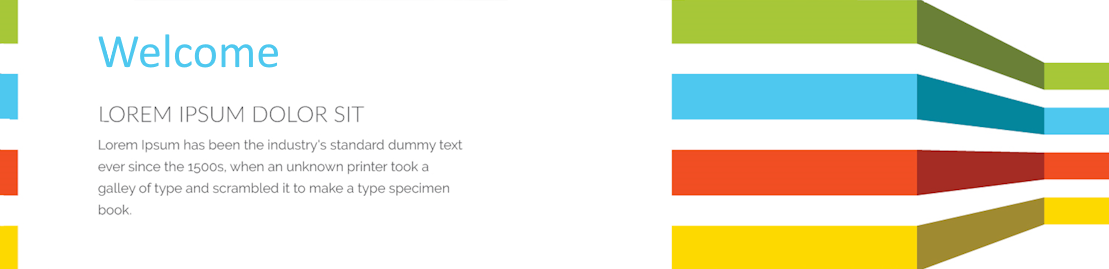 Welcome
LOREM IPSUM DOLOR SIT
Lorem Ipsum has been the industry's standard dummy text
ever since the 1500s, when an unknown printer took a
galley of type and scrambled it to make a type specimen
book.